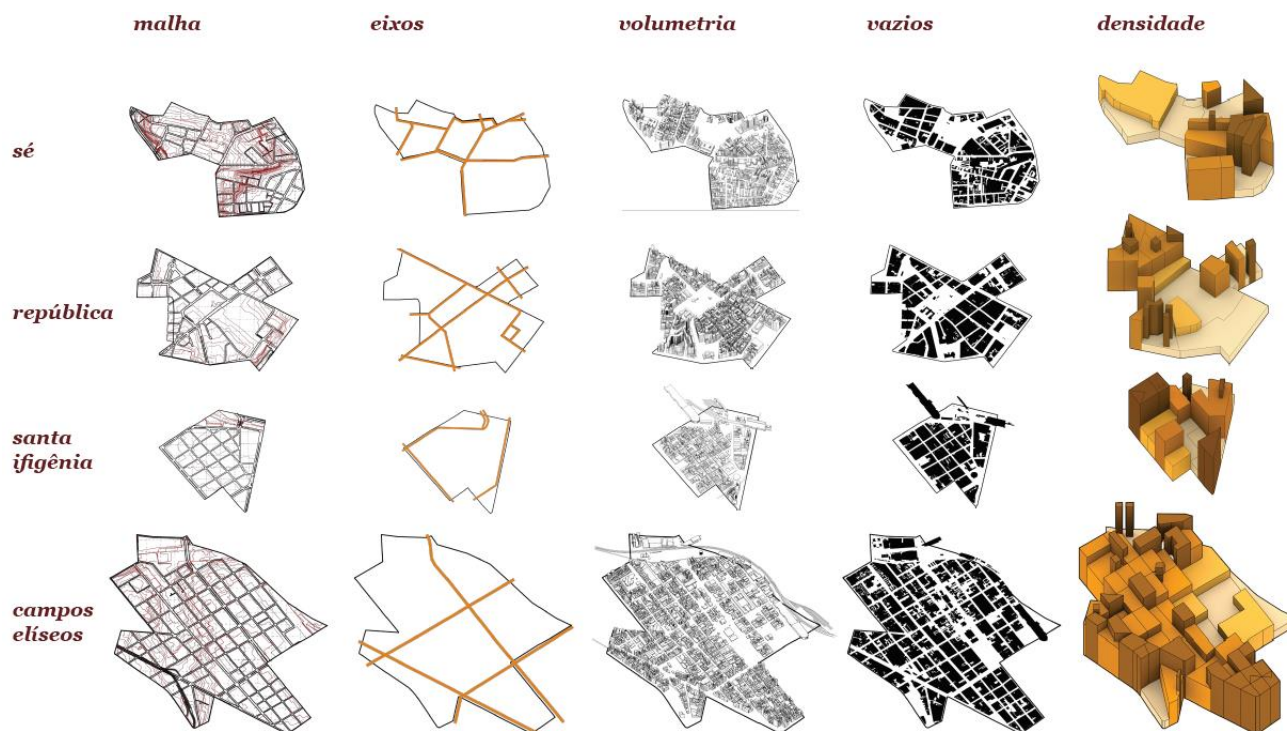 malha eixos volumetria vazios densidade
sé
república
santa
ifigênia
campos
elíseos